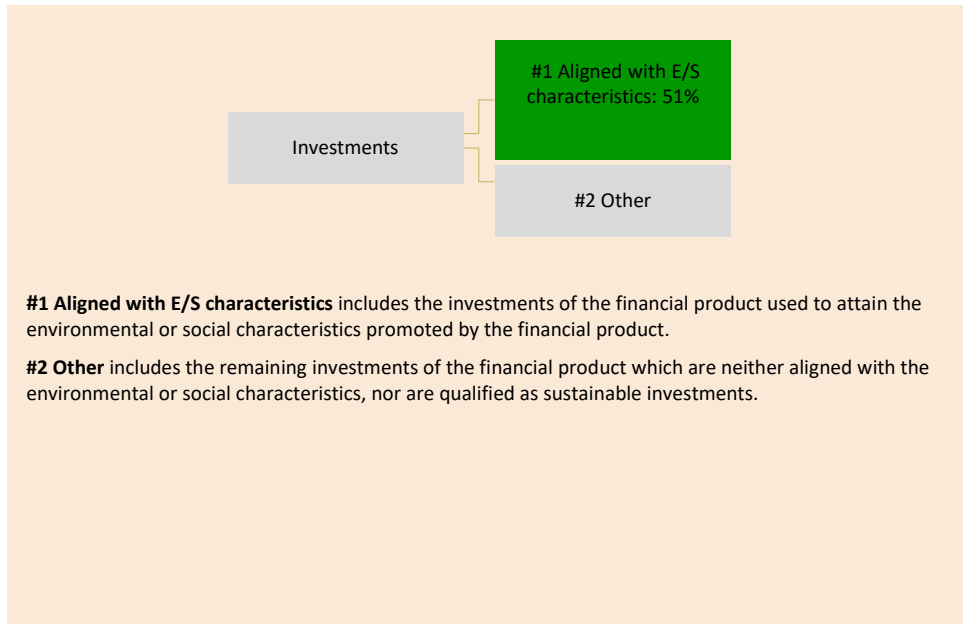 #1 Aligned with E/S
characteristics: 51%
Investments
#2 Other
#1 Aligned with E/S characteristics includes the investments of the financial product used to attain the
environmental or social characteristics promoted by the financial product.
#2 Other includes the remaining investments of the financial product which are neither aligned with the
environmental or social characteristics, nor are qualified as sustainable investments.